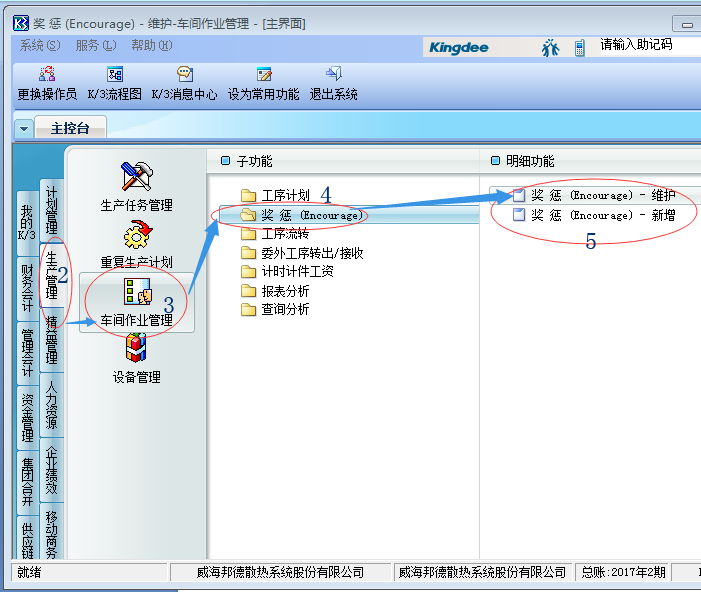 奖 惩 (Encourage) - 维护-车间作业管理 - [主界面]
系统(S) 服务(L) 帮助(H)
Kingdee 请输入助记码
更换操作员 K/3流程图 K/3消息中心 设为常用功能 退出系统
主控台
我的K/3
财务会计
管理会计
资金管理
集团合并
供应链
计划管理
生产管理
2
精益管理
人力资源
企业绩效
移动商务
生产任务管理
重复生产计划
3
车间作业管理
设备管理
子功能
工序计划 4
奖 惩 (Encourage)
工序流转
委外工序转出/接收
计时计件工资
报表分析
查询分析
明细功能
奖 惩 (Encourage) - 维护
奖 惩 (Encourage) - 新增
5
就绪 威海邦德散热系统股份有限公司 威海邦德散热系统股份有限公司 总账:2017年2期